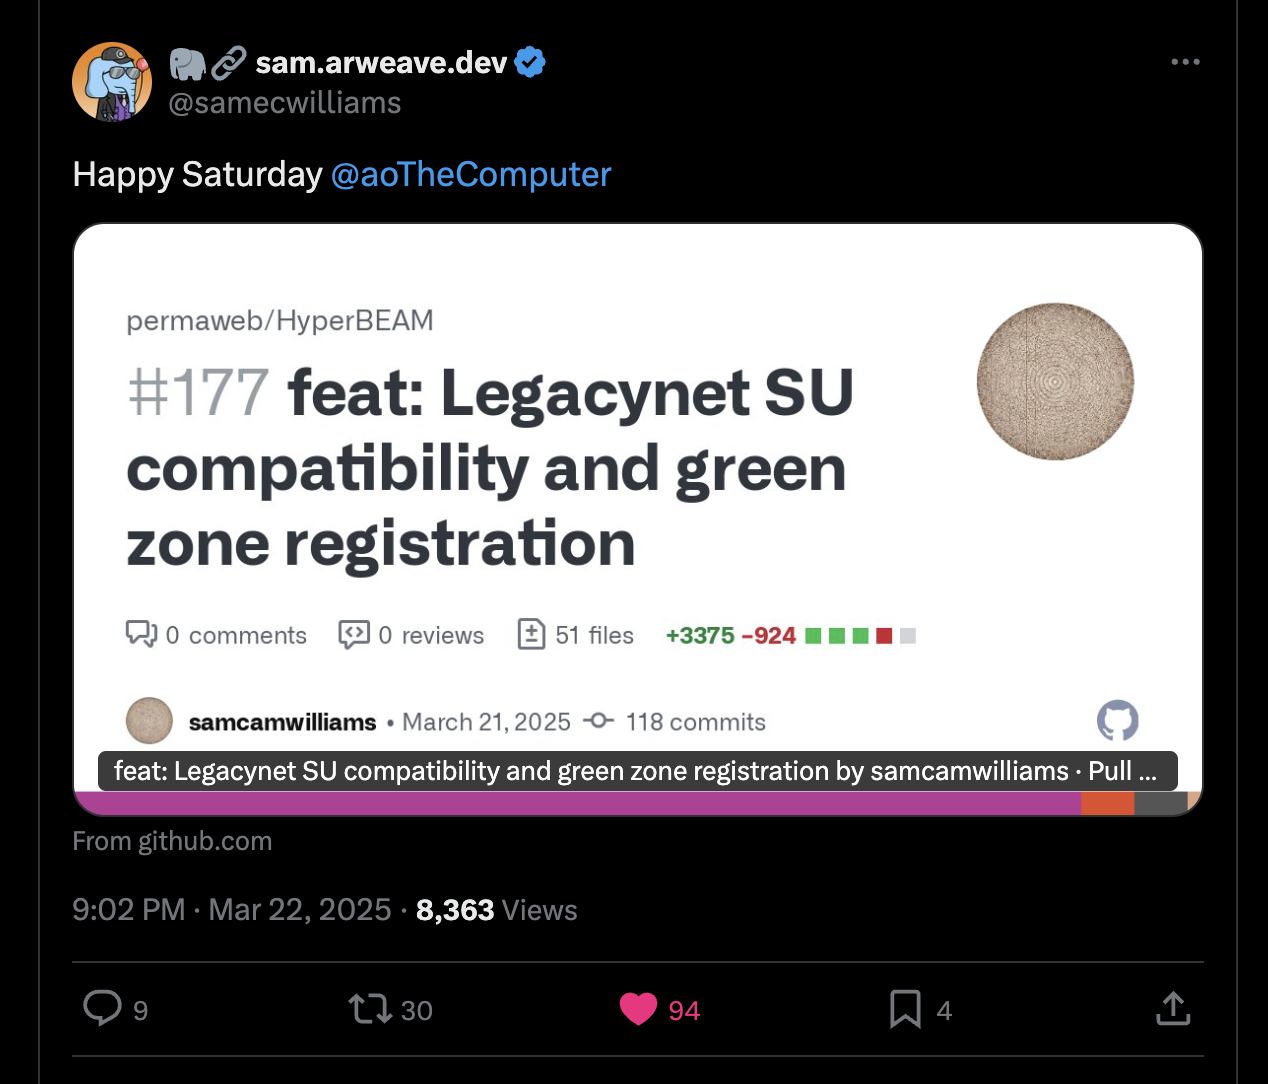 🐘🔗 sam.arweave.dev
@samecwilliams
Happy Saturday @aoTheComputer
permaweb/HyperBEAM
#177 feat: Legacynet SU
compatibility and green
zone registration
0 comments 0 reviews 51 files +3375 −924
samcamwilliams • March 21, 2025 118 commits
feat: Legacynet SU compatibility and green zone registration by samcamwilliams · Pull ...
From github.com
9:02 PM · Mar 22, 2025 · 8,363 Views
9 30 94 4